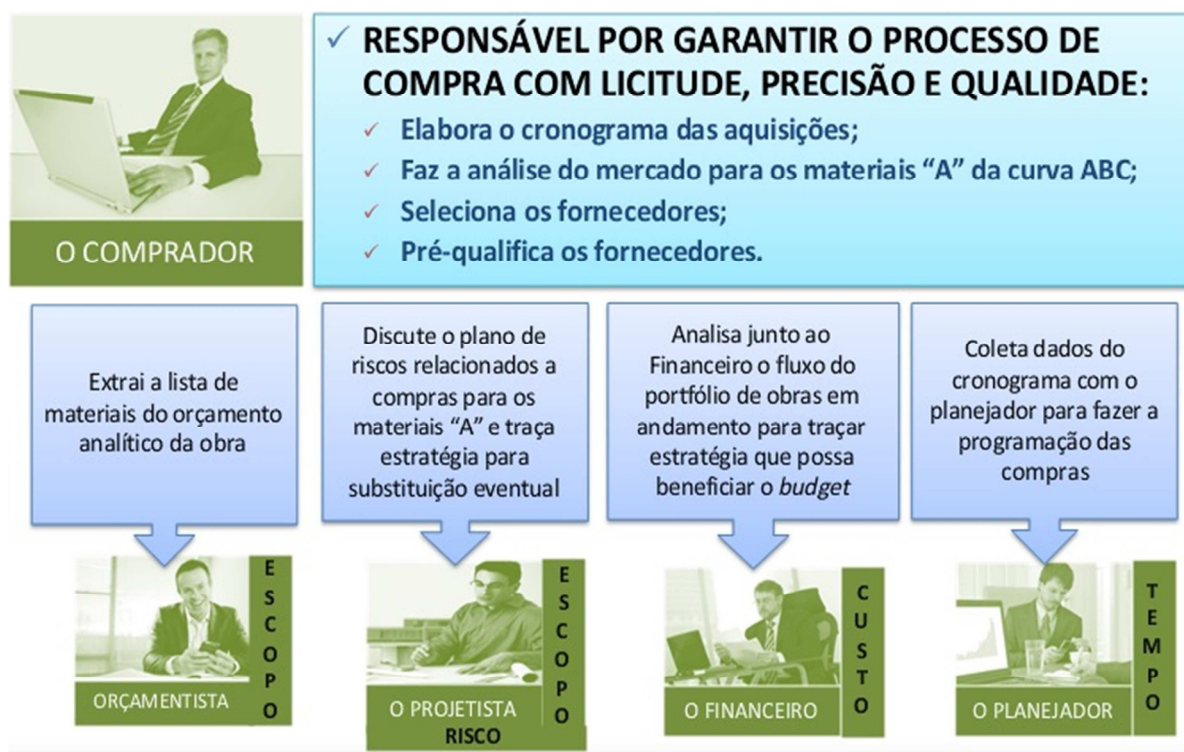 ✓ RESPONSÁVEL POR GARANTIR O PROCESSO DE
COMPRA COM LICITUDE, PRECISÃO E QUALIDADE:
✓ Elabora o cronograma das aquisições;
✓ Faz a análise do mercado para os materiais “A” da curva ABC;
✓ Seleciona os fornecedores;
✓ Pré-qualifica os fornecedores.
O COMPRADOR
Extrai a lista de
materiais do orçamento
analítico da obra
Discute o plano de
riscos relacionados a
compras para os
materiais “A” e traça
estratégia para
substituição eventual
Analisa junto ao
Financeiro o fluxo do
portfólio de obras em
andamento para traçar
estratégia que possa
beneficiar o budget
Coleta dados do
cronograma com o
planejador para fazer a
programação das
compras
ORÇAMENTISTA
ESCOPO
O PROJETISTA
RISCO
ESCOPO
O FINANCEIRO
CUSTO
O PLANEJADOR
TEMPO